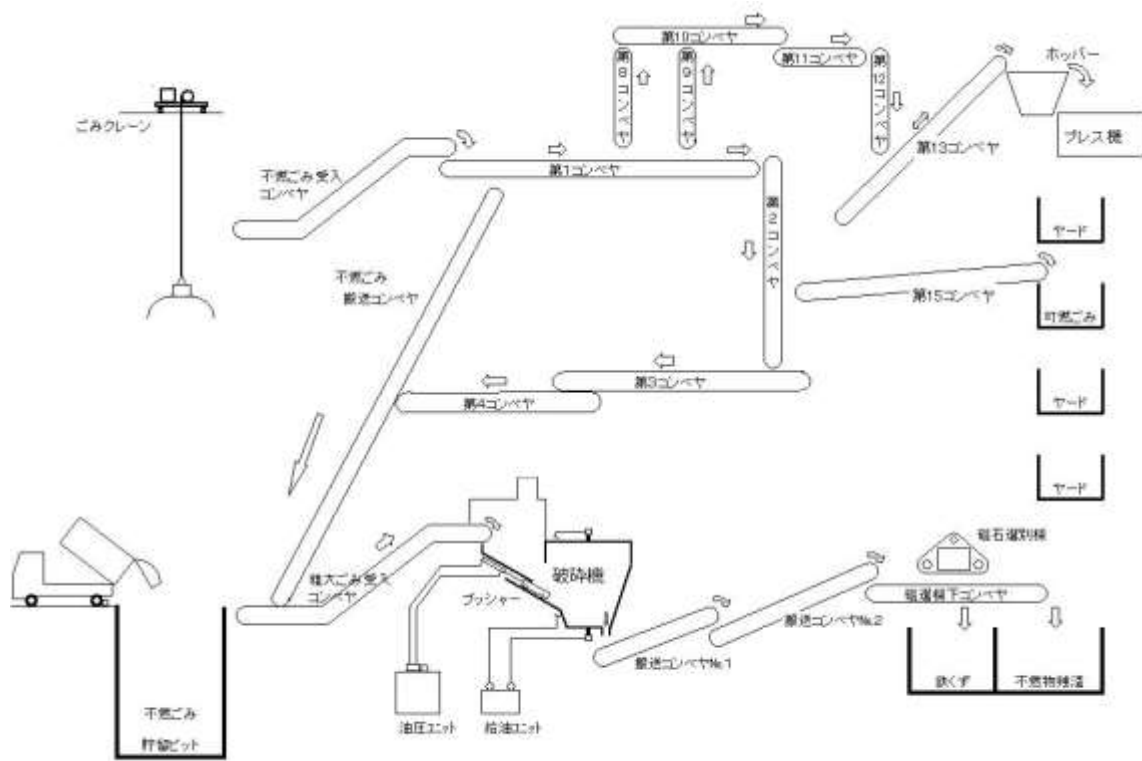 第10コンベヤ
第8コンベヤ
第9コンベヤ
第11コンベヤ
第12コンベヤ
ホッパー
プレス機
第13コンベヤ
ごみクレーン
不燃ごみ受入
コンベヤ
第1コンベヤ
第2コンベヤ
ヤード
不燃ごみ
搬送コンベヤ
第15コンベヤ
可燃ごみ
第3コンベヤ
第4コンベヤ
ヤード
ヤード
磁石選別機
粗大ごみ受入
コンベヤ
プッシャー
破砕機
磁選機下コンベヤ
搬送コンベヤ№2
搬送コンベヤ№1
鉄くず
不燃物残渣
不燃ごみ
貯留ピット
油圧ユニット
給油ユニット